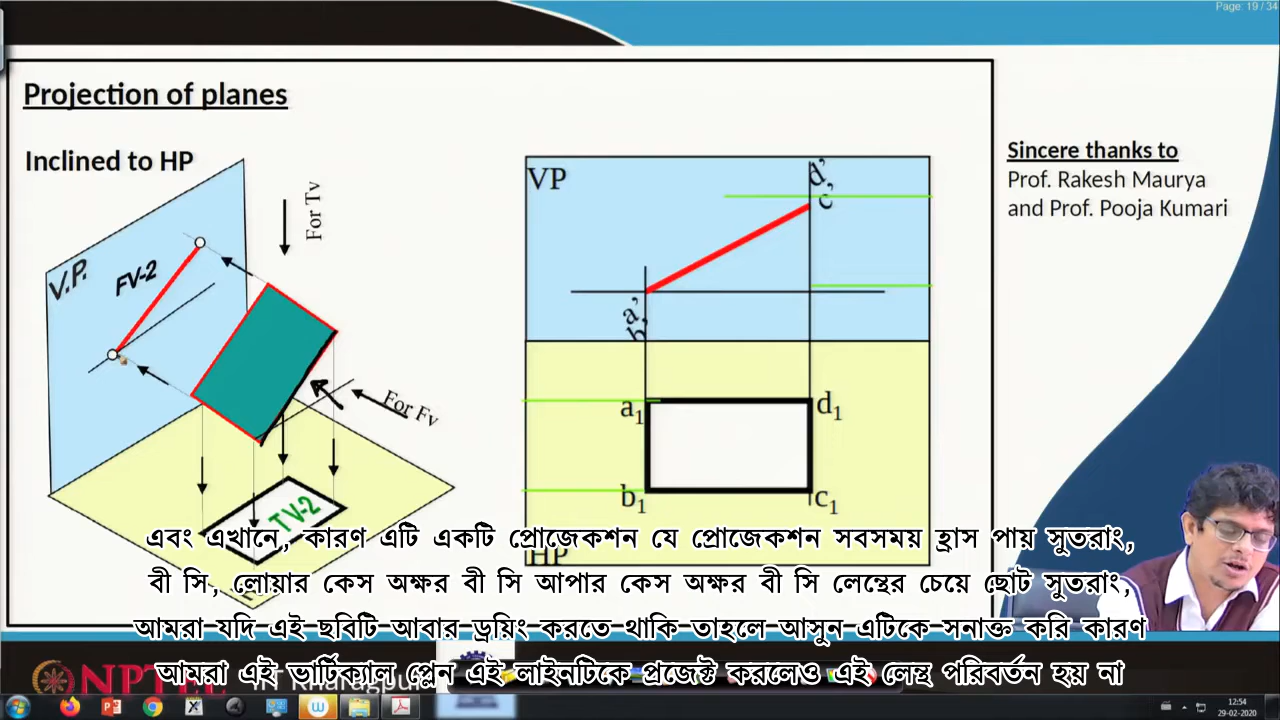 Page: 19 / 34
Projection of planes
Inclined to HP
For Tv
V.P.
FV-2
For Fv
TV-2
VP
d'
c'
a'
b'
a1
d1
b1
c1
HP
Sincere thanks to
Prof. Rakesh Maurya
and Prof. Pooja Kumari
এবং এখানে, কারণ এটি একটি প্রোজেকশন যে প্রোজেকশন সবসময় হ্রাস পায় সুতরাং,
বী সি, লোয়ার কেস অক্ষর বী সি আপার কেস অক্ষর বী সি লেন্থের চেয়ে ছোট সুতরাং,
আমরা যদি এই ছবিটি আবার ড্রয়িং করতে থাকি তাহলে আসুন এটিকে সনাক্ত করি কারণ
আমরা এই ভার্টিক্যাল প্লেন এই লাইনটিকে প্রজেক্ট করলেও এই লেন্থ পরিবর্তন হয় না
NPTEL
12:54
29-02-2020